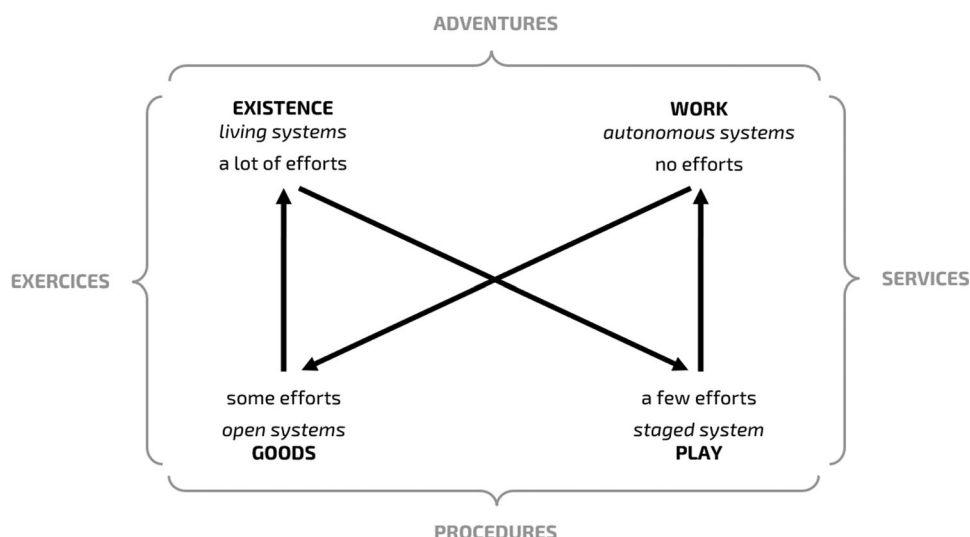 ADVENTURES
EXISTENCE
living systems
a lot of efforts
WORK
autonomous systems
no efforts
EXERCICES
SERVICES
some efforts
open systems
GOODS
a few efforts
staged system
PLAY
PROCEDURES